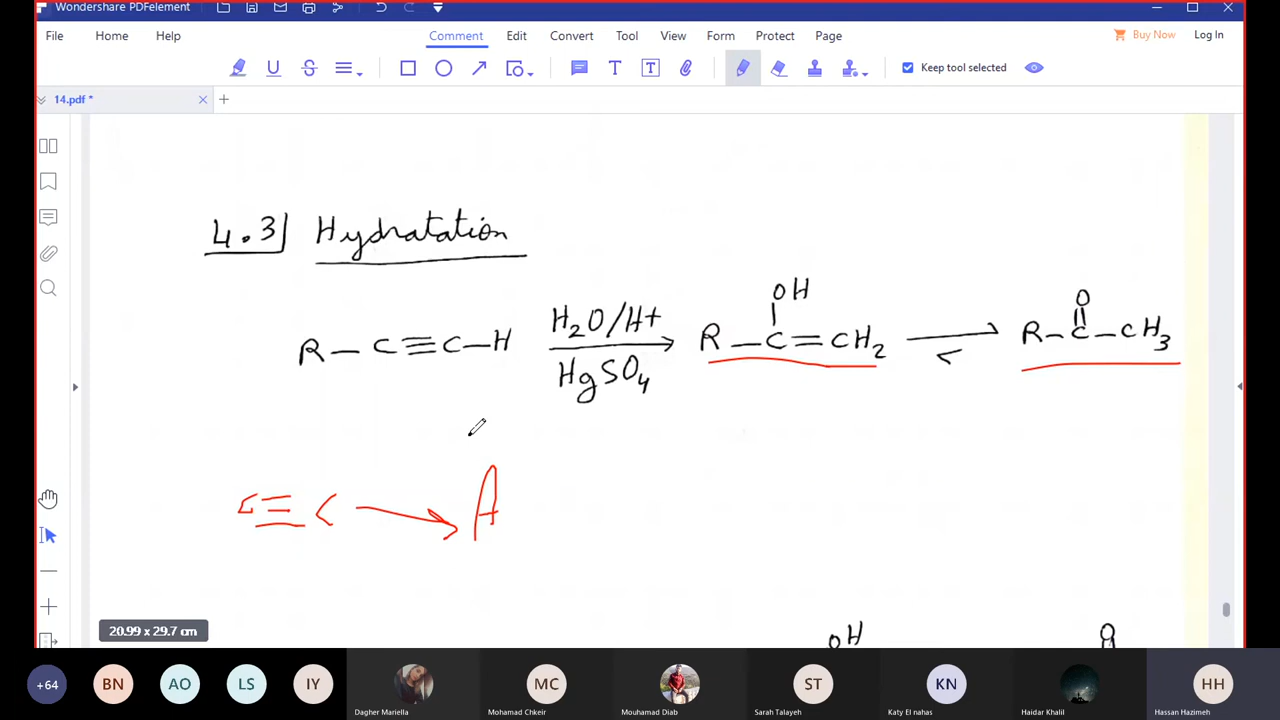 Wondershare PDFelement
File Home Help Comment Edit Convert Tool View Form Protect Page Buy Now Log In
Keep tool selected
14.pdf *
4.3] Hydratation
R - C ≡ C - H H2O/H+ HgSO4 R - C = CH2 R - C - CH3
OH O
C ≡ C A
OH O
20.99 x 29.7 cm
+64 BN AO LS IY MC ST KN HH
Dagher Mariella Mohamad Chkeir Mouhamad Diab Sarah Talayeh Katy El nahas Haidar Khalil Hassan Hazimeh